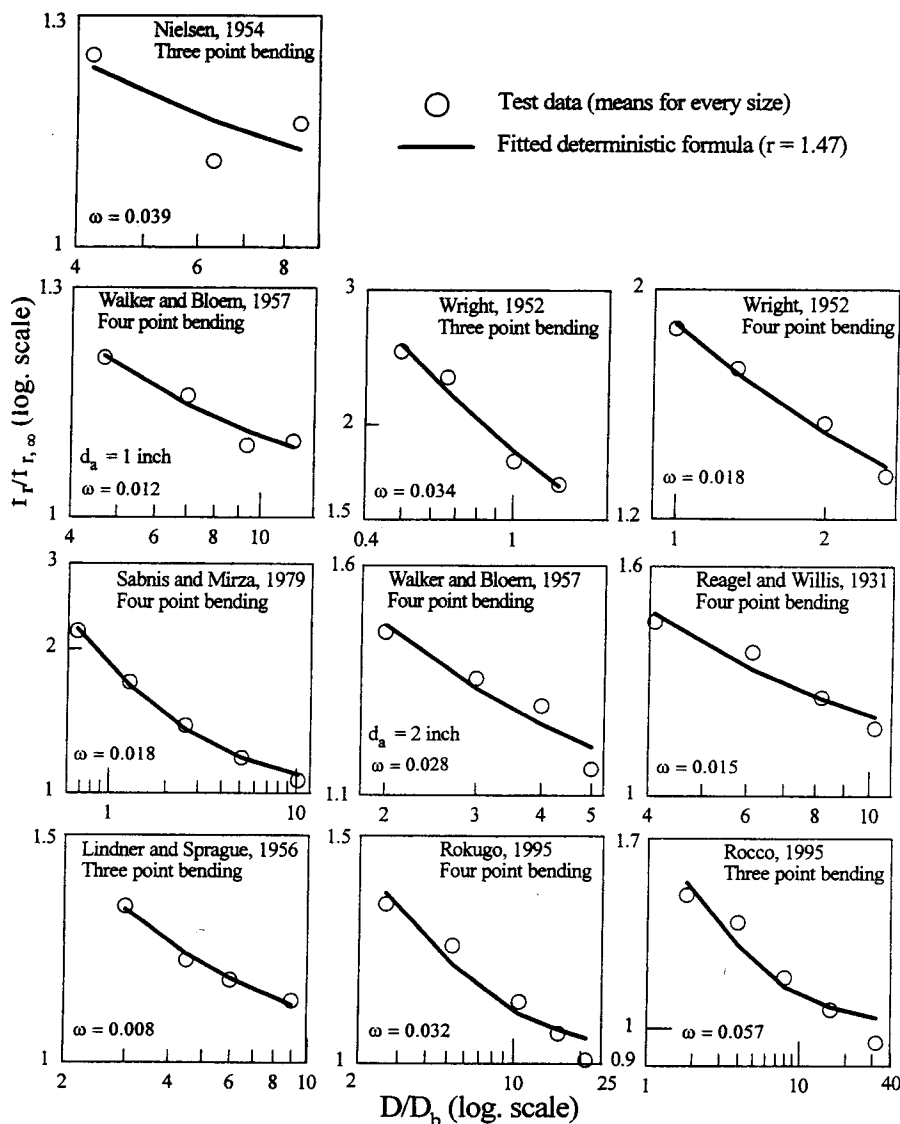 Nielsen, 1954
Three point bending
1.3
1
ω = 0.039
4 6 8
Test data (means for every size)
Fitted deterministic formula (r = 1.47)
Walker and Bloem, 1957
Four point bending
1.3
1
d_a = 1 inch
ω = 0.012
4 6 8 10
Wright, 1952
Three point bending
3
2
1.5
ω = 0.034
0.4 1
Wright, 1952
Four point bending
2
1.2
ω = 0.018
1 2
f_r/f_r,∞ (log. scale)
Sabnis and Mirza, 1979
Four point bending
3
2
1
ω = 0.018
1 10
Walker and Bloem, 1957
Four point bending
1.6
1.1
d_a = 2 inch
ω = 0.028
2 3 4 5
Reagel and Willis, 1931
Four point bending
1.6
1
ω = 0.015
4 6 8 10
Lindner and Sprague, 1956
Three point bending
1.5
1
ω = 0.008
2 4 6 8 10
Rokugo, 1995
Four point bending
1.5
1
ω = 0.032
2 10 25
Rocco, 1995
Three point bending
1.7
1
0.9
ω = 0.057
1 10 40
D/D_b (log. scale)